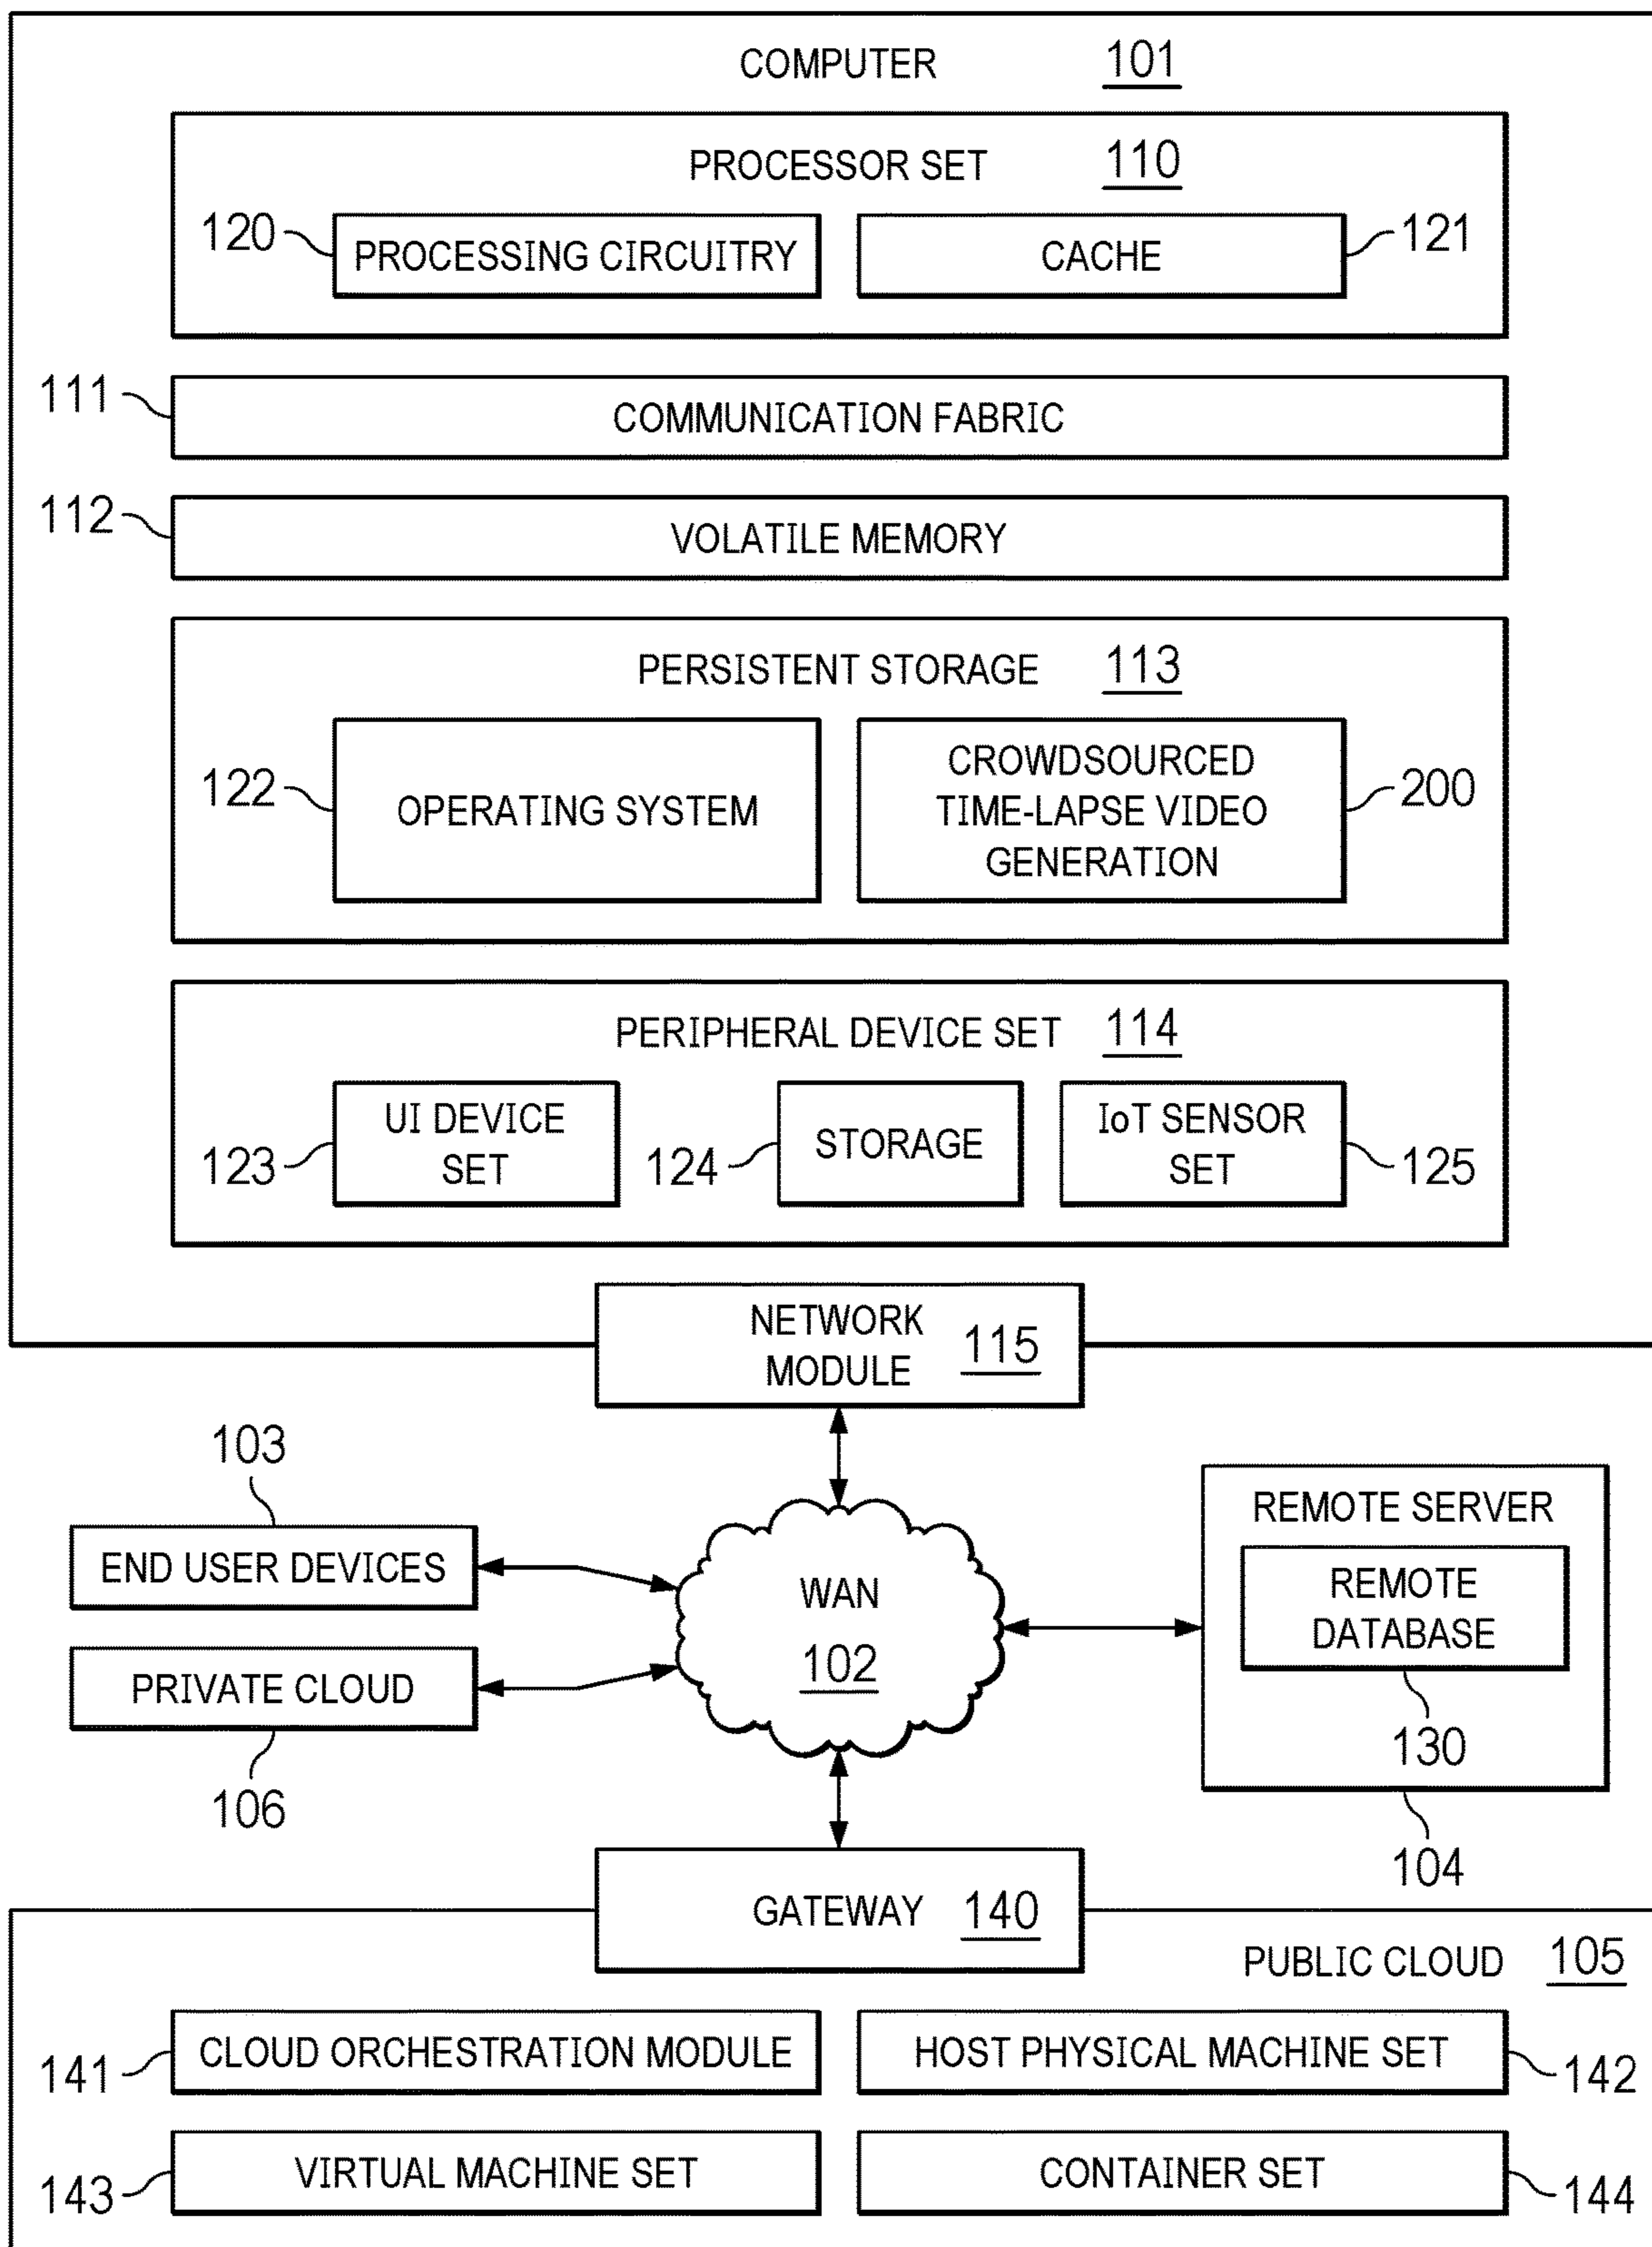 COMPUTER 101
PROCESSOR SET 110
120 PROCESSING CIRCUITRY CACHE 121
111 COMMUNICATION FABRIC
112 VOLATILE MEMORY
PERSISTENT STORAGE 113
122 OPERATING SYSTEM
CROWDSOURCED
TIME-LAPSE VIDEO
GENERATION
200
PERIPHERAL DEVICE SET 114
123
UI DEVICE
SET
124 STORAGE
IoT SENSOR
SET
125
NETWORK
MODULE
115
103
END USER DEVICES
PRIVATE CLOUD
106
WAN
102
REMOTE SERVER
REMOTE
DATABASE
130
104
GATEWAY 140
PUBLIC CLOUD 105
141 CLOUD ORCHESTRATION MODULE HOST PHYSICAL MACHINE SET 142
143 VIRTUAL MACHINE SET CONTAINER SET 144